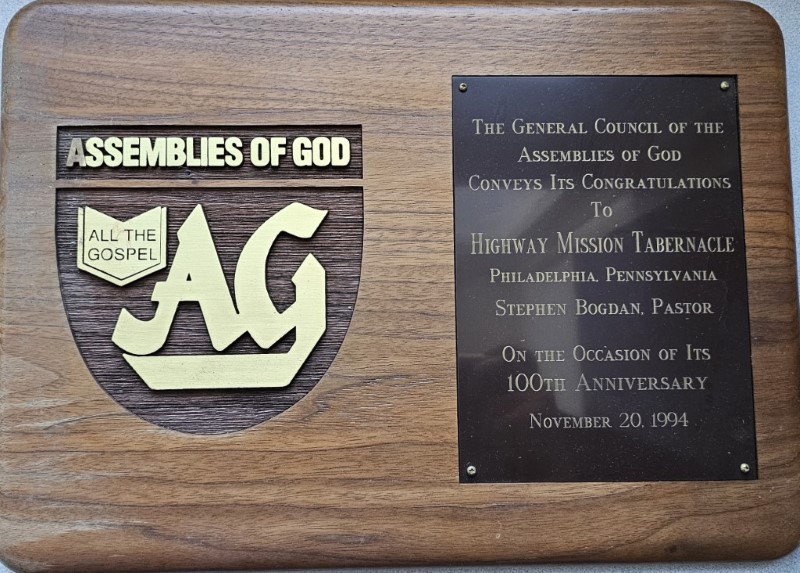 ASSEMBLIES OF GOD
ALL THE
GOSPEL
AG
THE GENERAL COUNCIL OF THE
ASSEMBLIES OF GOD
CONVEYS ITS CONGRATULATIONS
TO
HIGHWAY MISSION TABERNACLE
PHILADELPHIA, PENNSYLVANIA
STEPHEN BOGDAN, PASTOR
ON THE OCCASION OF ITS
100TH ANNIVERSARY
NOVEMBER 20, 1994